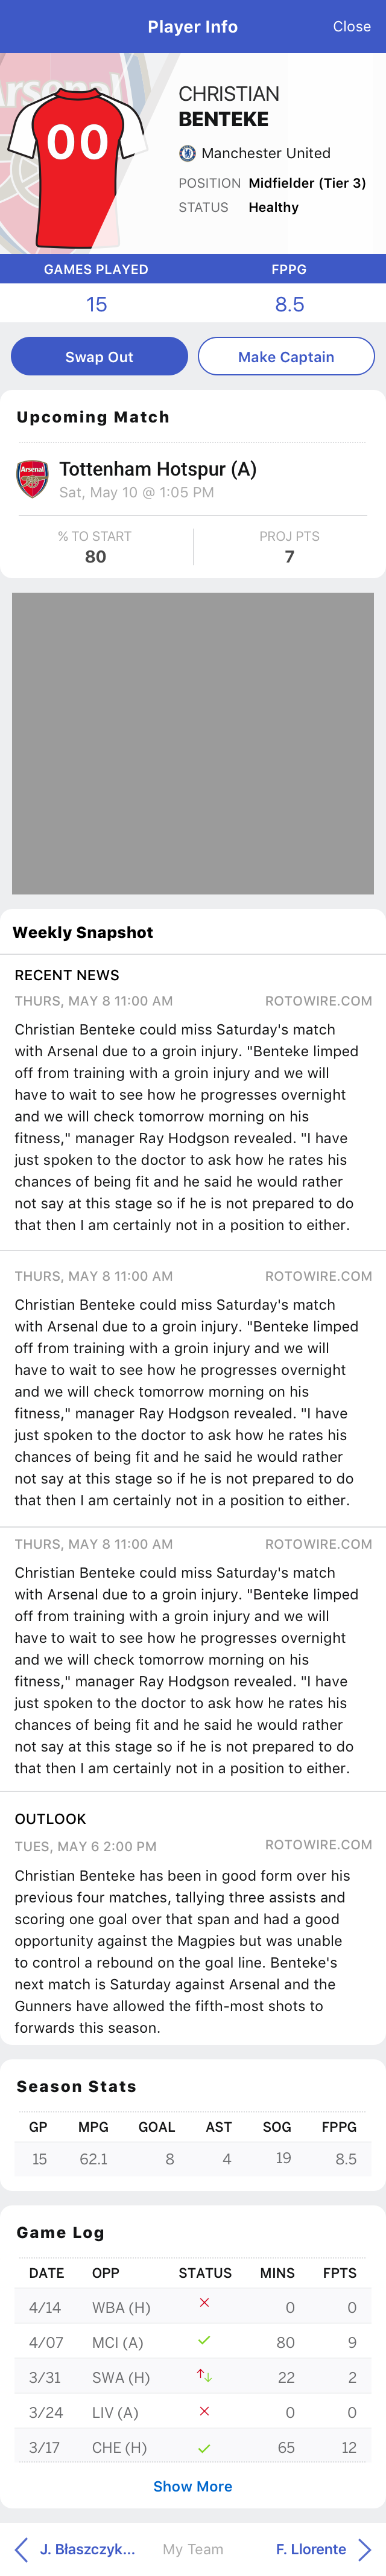 Player Info Close
Arsenal
00
CHRISTIAN
BENTEKE
Manchester United
POSITION Midfielder (Tier 3)
STATUS Healthy
GAMES PLAYED FPPG
15 8.5
Swap Out Make Captain
Upcoming Match
Arsenal
Tottenham Hotspur (A)
Sat, May 10 @ 1:05 PM
% TO START PROJ PTS
80 7
Weekly Snapshot
RECENT NEWS
THURS, MAY 8 11:00 AM ROTOWIRE.COM
Christian Benteke could miss Saturday's match
with Arsenal due to a groin injury. "Benteke limped
off from training with a groin injury and we will
have to wait to see how he progresses overnight
and we will check tomorrow morning on his
fitness," manager Ray Hodgson revealed. "I have
just spoken to the doctor to ask how he rates his
chances of being fit and he said he would rather
not say at this stage so if he is not prepared to do
that then I am certainly not in a position to either.
THURS, MAY 8 11:00 AM ROTOWIRE.COM
Christian Benteke could miss Saturday's match
with Arsenal due to a groin injury. "Benteke limped
off from training with a groin injury and we will
have to wait to see how he progresses overnight
and we will check tomorrow morning on his
fitness," manager Ray Hodgson revealed. "I have
just spoken to the doctor to ask how he rates his
chances of being fit and he said he would rather
not say at this stage so if he is not prepared to do
that then I am certainly not in a position to either.
THURS, MAY 8 11:00 AM ROTOWIRE.COM
Christian Benteke could miss Saturday's match
with Arsenal due to a groin injury. "Benteke limped
off from training with a groin injury and we will
have to wait to see how he progresses overnight
and we will check tomorrow morning on his
fitness," manager Ray Hodgson revealed. "I have
just spoken to the doctor to ask how he rates his
chances of being fit and he said he would rather
not say at this stage so if he is not prepared to do
that then I am certainly not in a position to either.
OUTLOOK
TUES, MAY 6 2:00 PM ROTOWIRE.COM
Christian Benteke has been in good form over his
previous four matches, tallying three assists and
scoring one goal over that span and had a good
opportunity against the Magpies but was unable
to control a rebound on the goal line. Benteke's
next match is Saturday against Arsenal and the
Gunners have allowed the fifth-most shots to
forwards this season.
Season Stats
GP MPG GOAL AST SOG FPPG
15 62.1 8 4 19 8.5
Game Log
DATE OPP STATUS MINS FPTS
4/14 WBA (H) 0 0
4/07 MCI (A) 80 9
3/31 SWA (H) 22 2
3/24 LIV (A) 0 0
3/17 CHE (H) 65 12
Show More
J. Błaszczyk... My Team F. Llorente